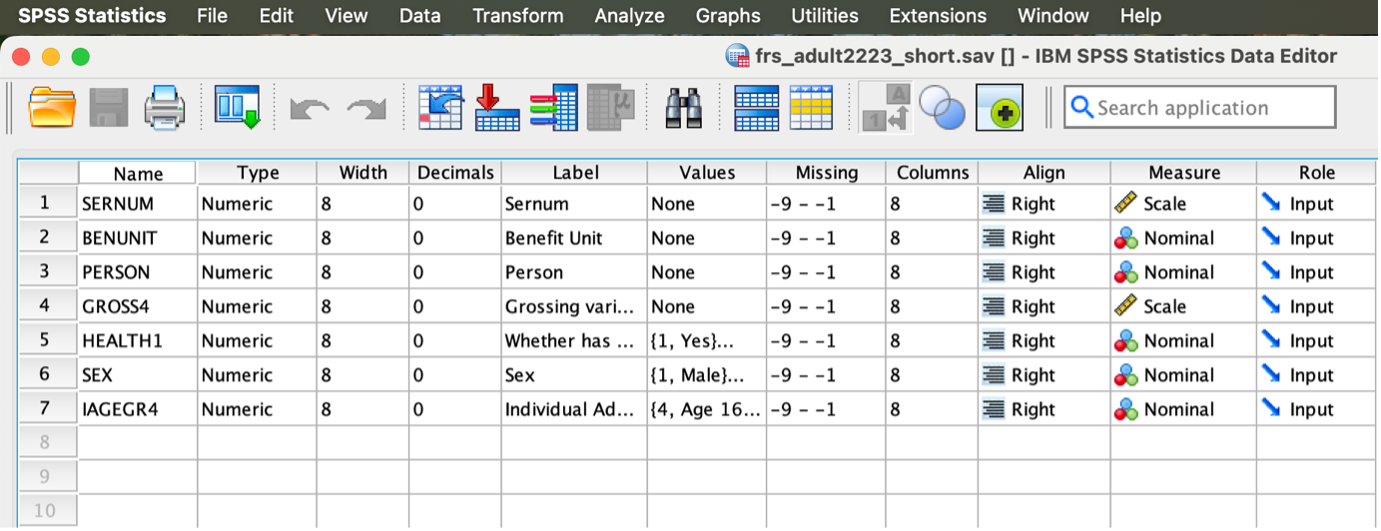 SPSS Statistics File Edit View Data Transform Analyze Graphs Utilities Extensions Window Help
frs_adult2223_short.sav [] - IBM SPSS Statistics Data Editor
A
1
μ
Search application
Name Type Width Decimals Label Values Missing Columns Align Measure Role
1 SERNUM Numeric 8 0 Sernum None -9 - -1 8 Right Scale Input
2 BENUNIT Numeric 8 0 Benefit Unit None -9 - -1 8 Right Nominal Input
3 PERSON Numeric 8 0 Person None -9 - -1 8 Right Nominal Input
4 GROSS4 Numeric 8 0 Grossing vari... None -9 - -1 8 Right Scale Input
5 HEALTH1 Numeric 8 0 Whether has ... {1, Yes}... -9 - -1 8 Right Nominal Input
6 SEX Numeric 8 0 Sex {1, Male}... -9 - -1 8 Right Nominal Input
7 IAGEGR4 Numeric 8 0 Individual Ad... {4, Age 16... -9 - -1 8 Right Nominal Input
8
9
10